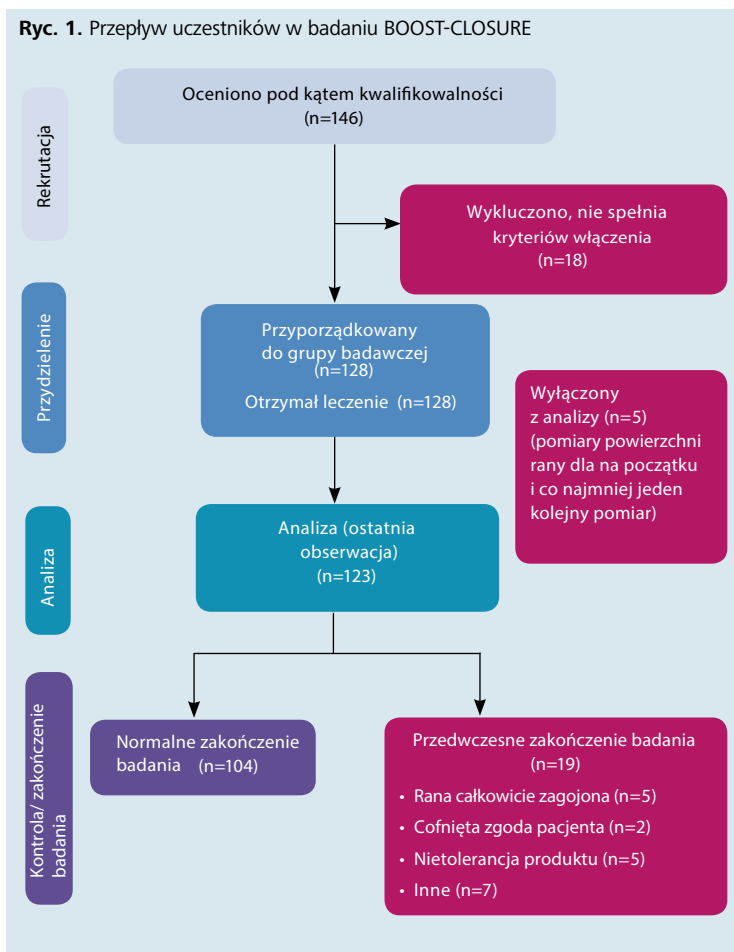 Ryc. 1. Przepływ uczestników w badaniu BOOST-CLOSURE
Rekrutacja
Oceniono pod kątem kwalifikowalności
(n=146)
Wykluczono, nie spełnia
kryteriów włączenia
(n=18)
Przydzielenie
Przyporządkowany
do grupy badawczej
(n=128)
Otrzymał leczenie (n=128)
Wyłączony
z analizy (n=5)
(pomiary powierzchni
rany dla na początku
i co najmniej jeden
kolejny pomiar)
Analiza
Analiza (ostatnia
obserwacja)
(n=123)
Kontrola/ zakończenie
badania
Normalne zakończenie
badania (n=104)
Przedwczesne zakończenie badania
(n=19)
• Rana całkowicie zagojona (n=5)
• Cofnięta zgoda pacjenta (n=2)
• Nietolerancja produktu (n=5)
• Inne (n=7)